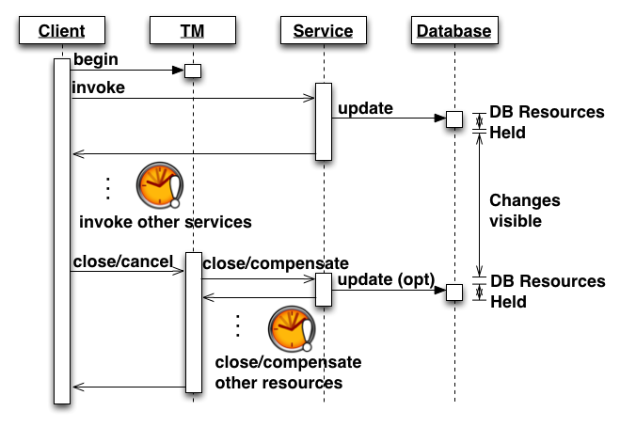 Client
TM
Service
Database
begin
invoke
update
DB Resources
Held
Changes
visible
invoke other services
close/cancel
close/compensate
update (opt)
DB Resources
Held
close/compensate
other resources